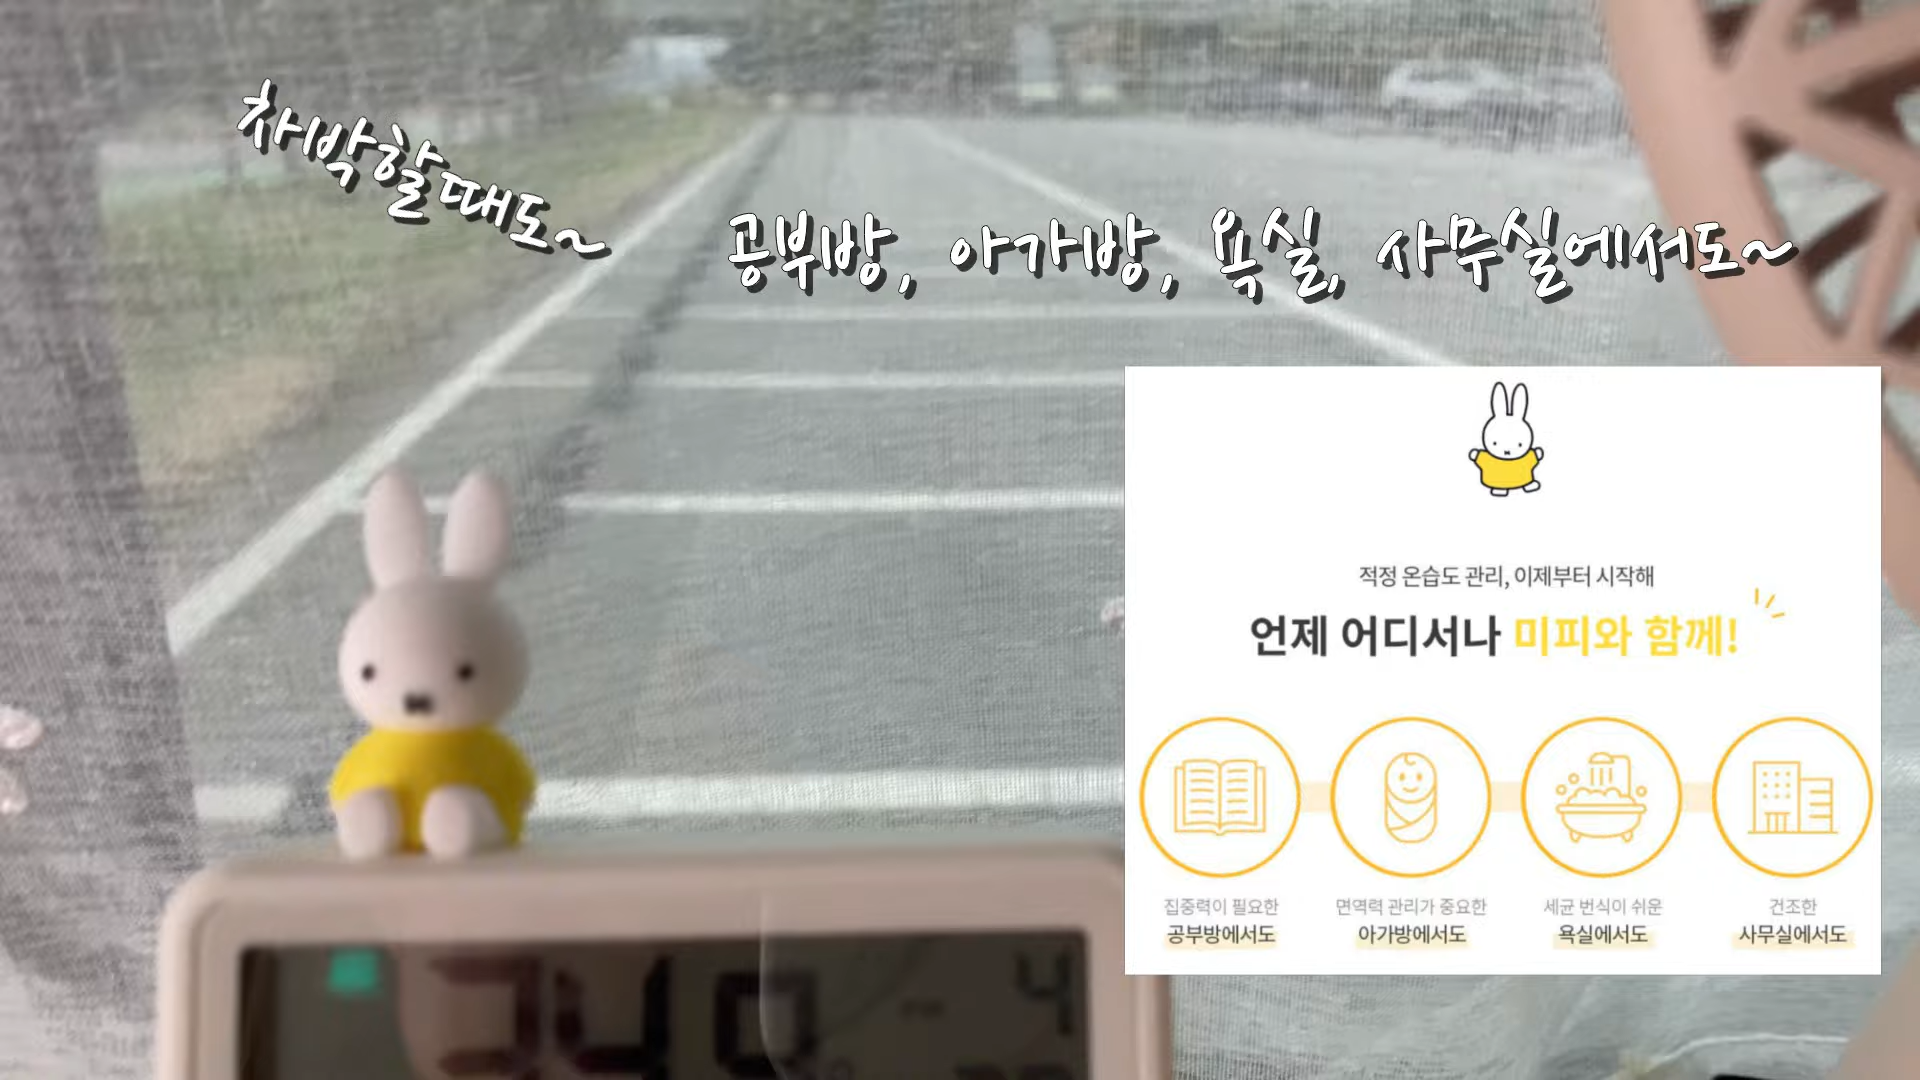 차박할때도~
공부방, 아가방, 욕실, 사무실에서도~
적정 온습도 관리, 이제부터 시작해
언제 어디서나 미피와 함께!
집중력이 필요한
공부방에서도
면역력 관리가 중요한
아가방에서도
세균 번식이 쉬운
욕실에서도
건조한
사무실에서도